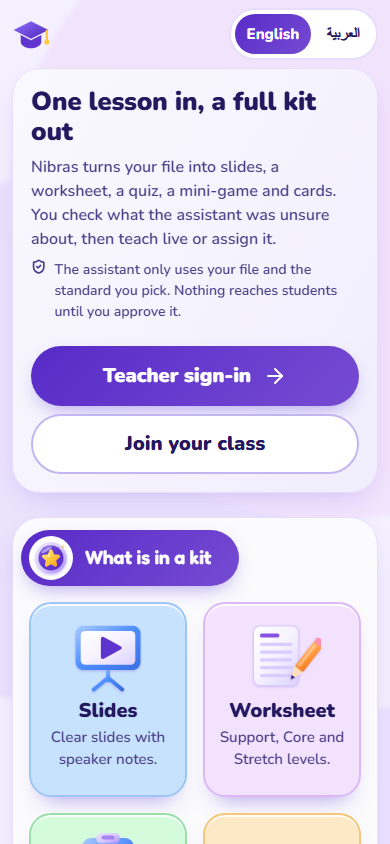 English
العربية
One lesson in, a full kit
out
Nibras turns your file into slides, a
worksheet, a quiz, a mini-game and cards.
You check what the assistant was unsure
about, then teach live or assign it.
The assistant only uses your file and the
standard you pick. Nothing reaches students
until you approve it.
Teacher sign-in
Join your class
What is in a kit
Slides
Clear slides with
speaker notes.
Worksheet
Support, Core and
Stretch levels.